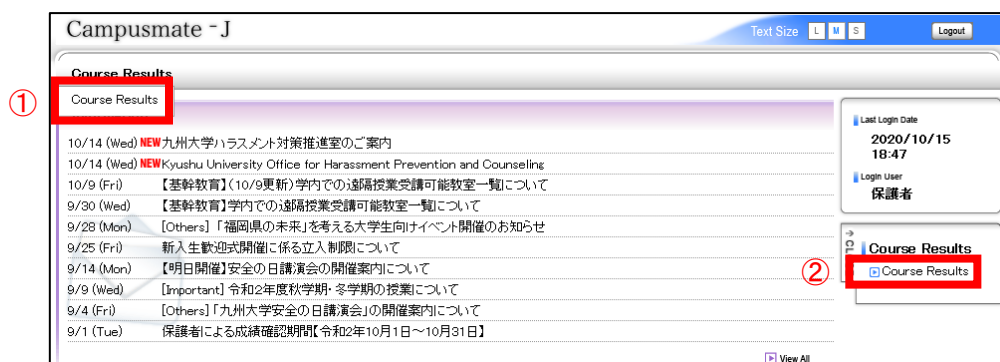 Campusmate - J
Text Size L M S
Logout
Course Results
①
Course Results
10/14 (Wed) NEW 九州大学ハラスメント対策推進室のご案内
10/14 (Wed) NEW Kyushu University Office for Harassment Prevention and Counseling
10/9 (Fri) 【基幹教育】(10/9更新)学内での遠隔授業受講可能教室一覧について
9/30 (Wed) 【基幹教育】学内での遠隔授業受講可能教室一覧について
9/28 (Mon) [Others] 「福岡県の未来」を考える大学生向けイベント開催のお知らせ
9/25 (Fri) 新入生歓迎式開催に係る立入制限について
9/14 (Mon) 【明日開催】安全の日講演会の開催案内について
9/9 (Wed) [Important] 令和2年度秋学期・冬学期の授業について
9/4 (Fri) [Others] 「九州大学安全の日講演会」の開催案内について
9/1 (Tue) 保護者による成績確認期間【令和2年10月1日~10月31日】
View All
Last Login Date
2020/10/15
18:47
Login User
保護者
Course Results
②
Course Results